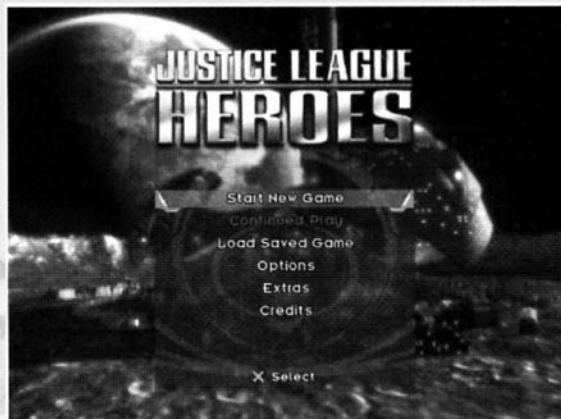 JUSTICE LEAGUE
HEROES
Start New Game
Continued Play
Load Saved Game
Options
Extras
Credits
X Select